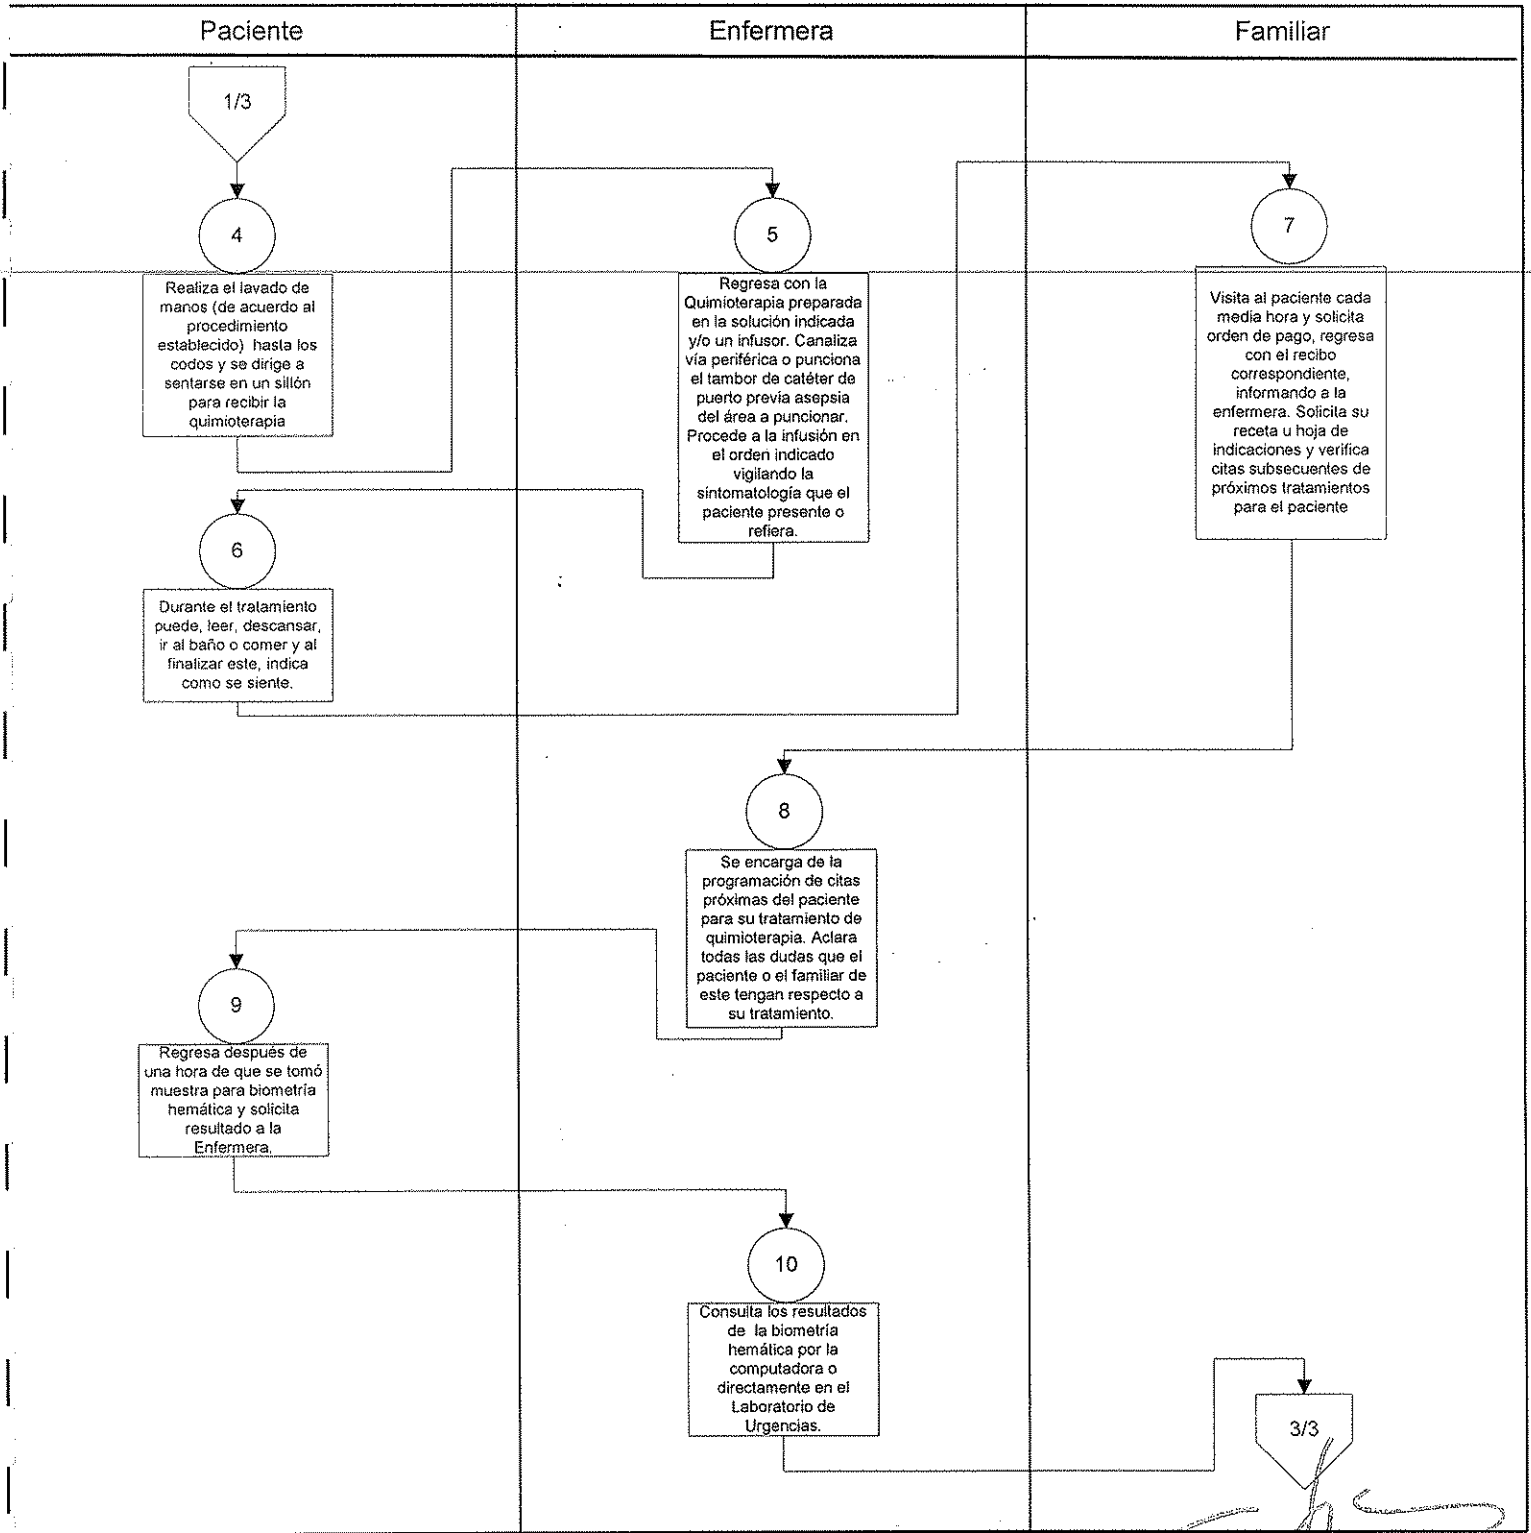 Paciente
Enfermera
Familiar
1/3
4
Realiza el lavado de
manos (de acuerdo al
procedimiento
establecido) hasta los
codos y se dirige a
sentarse en un sillón
para recibir la
quimioterapia
5
Regresa con la
Quimioterapia preparada
en la solución indicada
y/o un infusor. Canaliza
vía periférica o punciona
el tambor de catéter de
puerto previa asepsia
del área a puncionar.
Procede a la infusión en
el orden indicado
vigilando la
sintomatología que el
paciente presente o
refiera.
6
Durante el tratamiento
puede, leer, descansar,
ir al baño o comer y al
finalizar este, indica
como se siente.
7
Visita al paciente cada
media hora y solicita
orden de pago, regresa
con el recibo
correspondiente,
informando a la
enfermera. Solicita su
receta u hoja de
indicaciones y verifica
citas subsecuentes de
próximos tratamientos
para el paciente
8
Se encarga de la
programación de citas
próximas del paciente
para su tratamiento de
quimioterapia. Aclara
todas las dudas que el
paciente o el familiar de
este tengan respecto a
su tratamiento.
9
Regresa después de
una hora de que se tomó
muestra para biometría
hemática y solicita
resultado a la
Enfermera.
10
Consulta los resultados
de la biometría
hemática por la
computadora o
directamente en el
Laboratorio de
Urgencias.
3/3